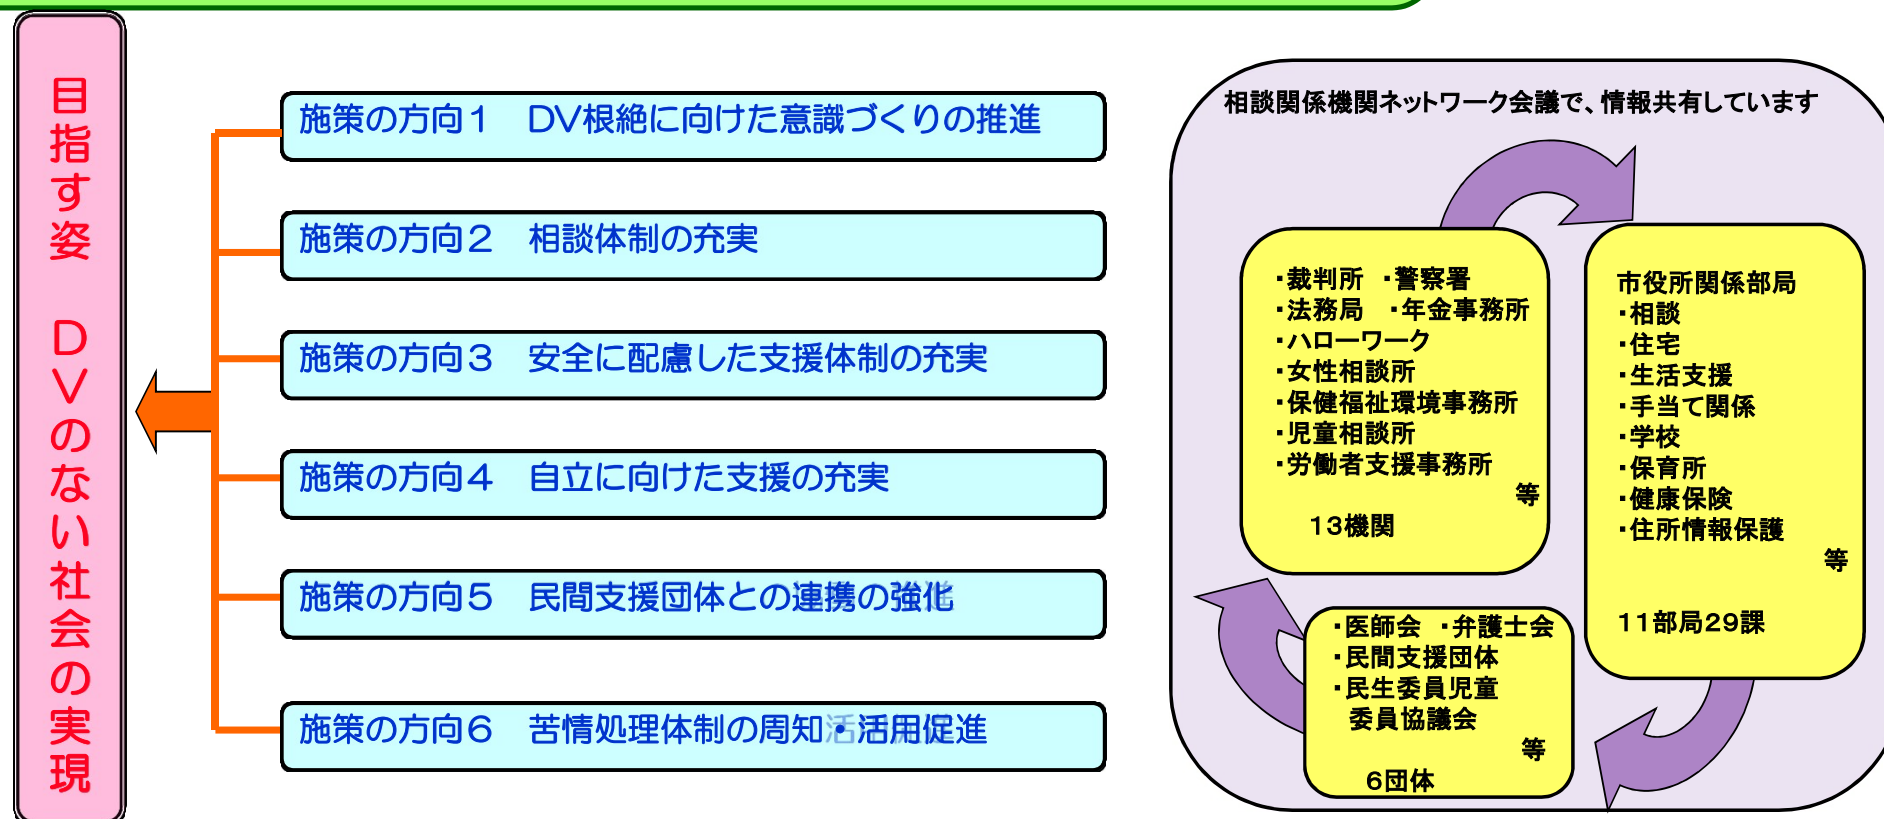 目指す姿　ＤＶのない社会の実現
施策の方向１　ＤＶ根絶に向けた意識づくりの推進
施策の方向２　相談体制の充実
施策の方向３　安全に配慮した支援体制の充実
施策の方向４　自立に向けた支援の充実
施策の方向５　民間支援団体との連携の強化
施策の方向６　苦情処理体制の周知・活用促進
相談関係機関ネットワーク会議で、情報共有しています
・裁判所　・警察署
・法務局　・年金事務所
・ハローワーク
・女性相談所
・保健福祉環境事務所
・児童相談所
・労働者支援事務所
等
13機関
市役所関係部局
・相談
・住宅
・生活支援
・手当て関係
・学校
・保育所
・健康保険
・住所情報保護
等
11部局29課
・医師会　・弁護士会
・民間支援団体
・民生委員児童
委員協議会
等
6団体